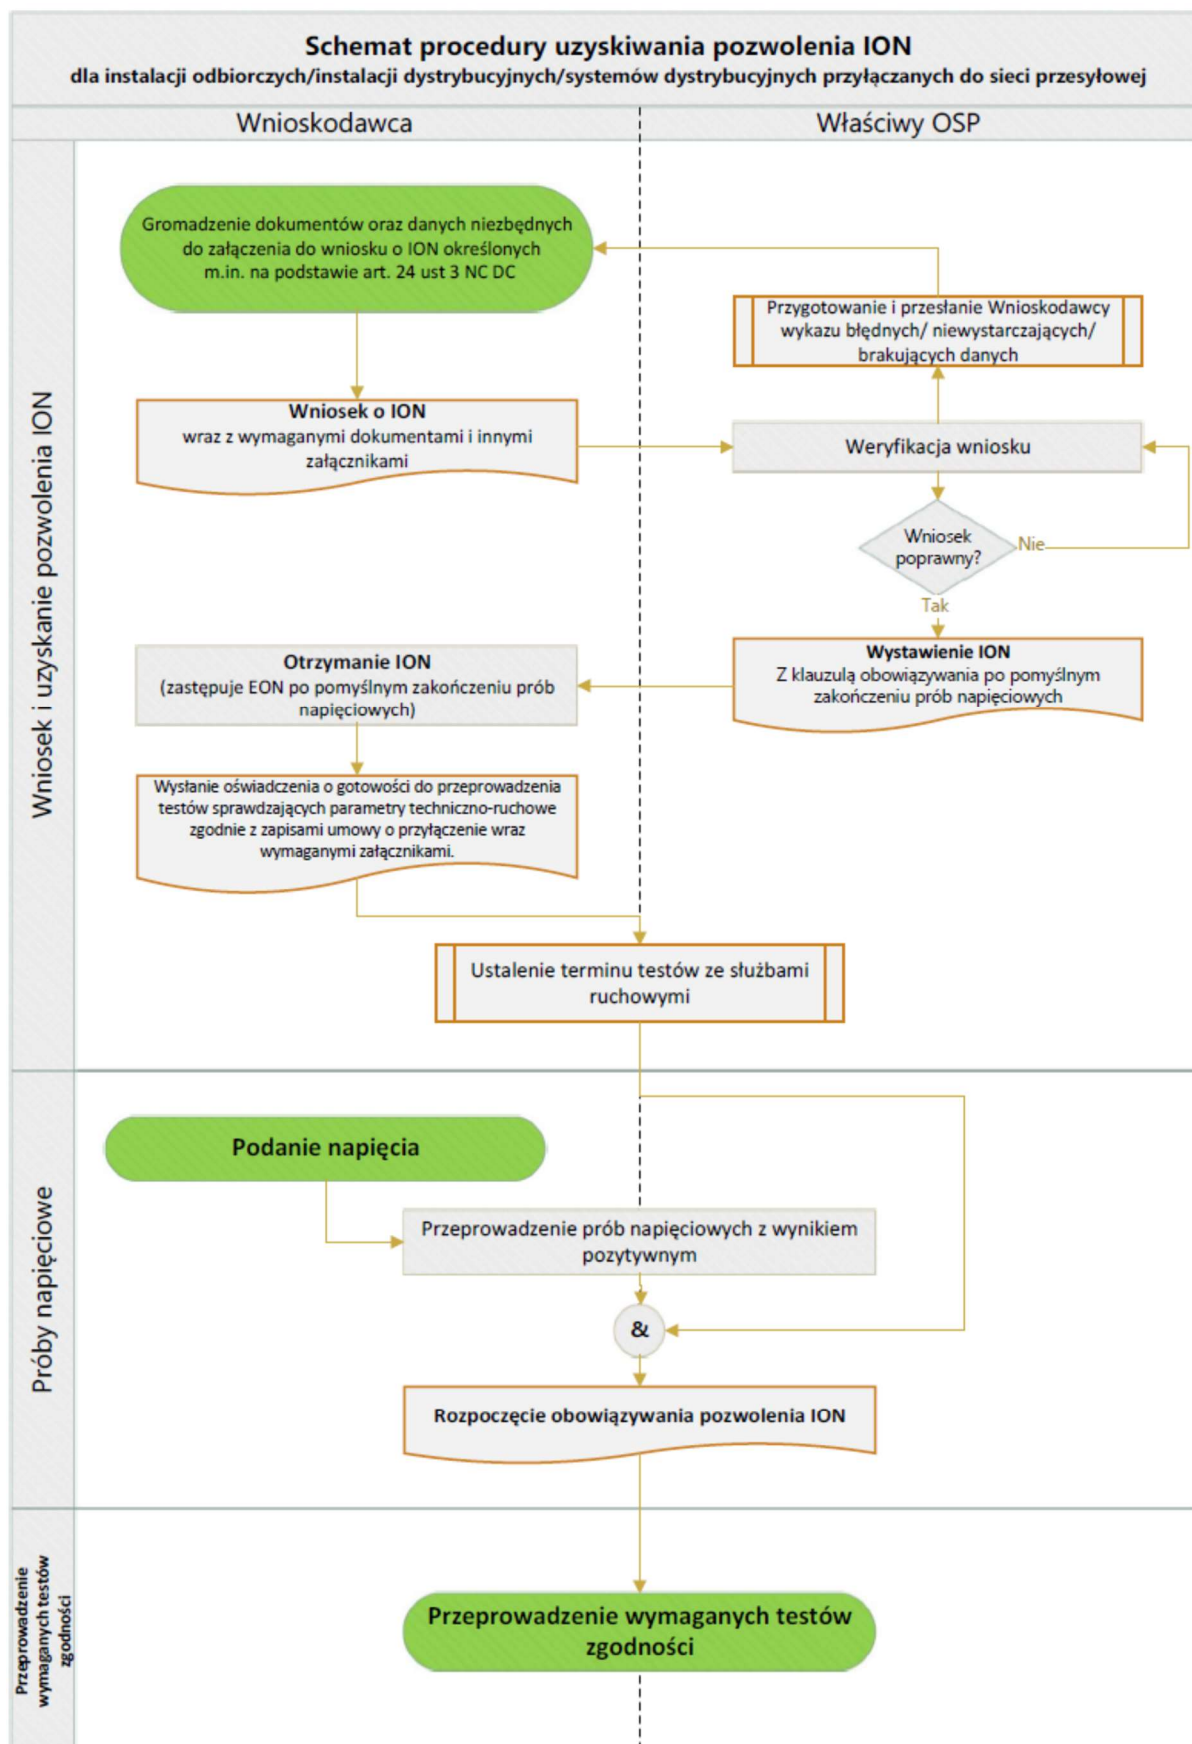 Schemat procedury uzyskiwania pozwolenia ION
dla instalacji odbiorczych/instalacji dystrybucyjnych/systemów dystrybucyjnych przyłączanych do sieci przesyłowej
Wnioskodawca
Właściwy OSP
Wniosek i uzyskanie pozwolenia ION
Gromadzenie dokumentów oraz danych niezbędnych
do załączenia do wniosku o ION określonych
m.in. na podstawie art. 24 ust 3 NC DC
Przygotowanie i przesłanie Wnioskodawcy
wykazu błędnych/ niewystarczających/
brakujących danych
Wniosek o ION
wraz z wymaganymi dokumentami i innymi
załącznikami
Weryfikacja wniosku
Wniosek
poprawny?
Nie
Tak
Wystawienie ION
Z klauzulą obowiązywania po pomyślnym
zakończeniu prób napięciowych
Otrzymanie ION
(zastępuje EON po pomyślnym zakończeniu prób
napięciowych)
Wysłanie oświadczenia o gotowości do przeprowadzenia
testów sprawdzających parametry techniczno-ruchowe
zgodnie z zapisami umowy o przyłączenie wraz
wymaganymi załącznikami.
Ustalenie terminu testów ze służbami
ruchowymi
Próby napięciowe
Podanie napięcia
Przeprowadzenie prób napięciowych z wynikiem
pozytywnym
&
Rozpoczęcie obowiązywania pozwolenia ION
Przeprowadzenie
wymaganych testów
zgodności
Przeprowadzenie wymaganych testów
zgodności